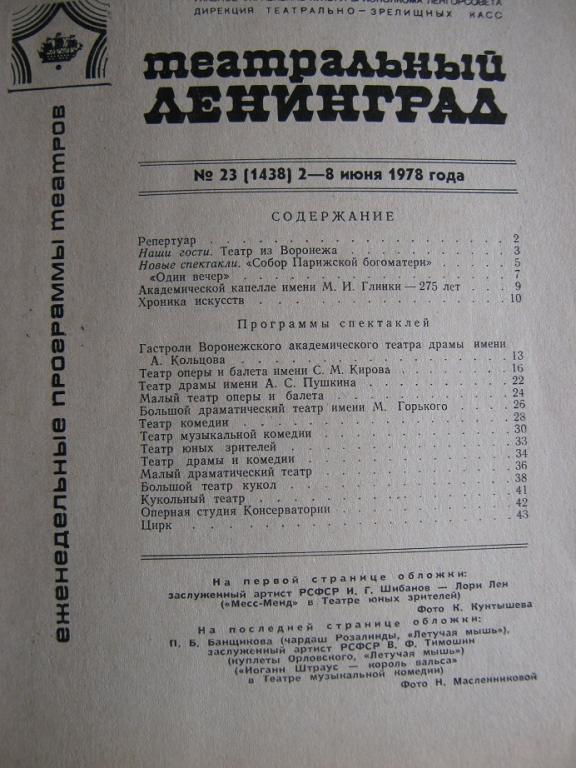 ДИРЕКЦИЯ ТЕАТРАЛЬНО-ЗРЕЛИЩНЫХ КАСС
театральный
ЛЕНИНГРАД
еженедельные программы театров
№ 23 (1438) 2—8 июня 1978 года
СОДЕРЖАНИЕ
Репертуар . . . 2
Наши гости. Театр из Воронежа . . . 3
Новые спектакли. «Собор Парижской богоматери» . . . 5
«Один вечер» . . . 7
Академической капелле имени М. И. Глинки — 275 лет . . . 9
Хроника искусств . . . 10
Программы спектаклей
Гастроли Воронежского академического театра драмы имени
А. Кольцова . . . 13
Театр оперы и балета имени С. М. Кирова . . . 16
Театр драмы имени А. С. Пушкина . . . 22
Малый театр оперы и балета . . . 24
Большой драматический театр имени М. Горького . . . 26
Театр комедии . . . 28
Театр музыкальной комедии . . . 30
Театр юных зрителей . . . 33
Театр драмы и комедии . . . 34
Малый драматический театр . . . 36
Большой театр кукол . . . 38
Кукольный театр . . . 41
Оперная студия Консерватории . . . 42
Цирк . . . 43
На первой странице обложки:
заслуженный артист РСФСР И. Г. Шибанов — Лори Лен
(«Месс-Менд» в Театре юных зрителей)
Фото К. Кунтышева
На последней странице обложки:
П. Б. Банщикова (чардаш Розалинды, «Летучая мышь»),
заслуженный артист РСФСР В. Ф. Тимошин
(куплеты Орловского, «Летучая мышь»)
(«Иоганн Штраус — король вальса»
в Театре музыкальной комедии)
Фото Н. Масленниковой